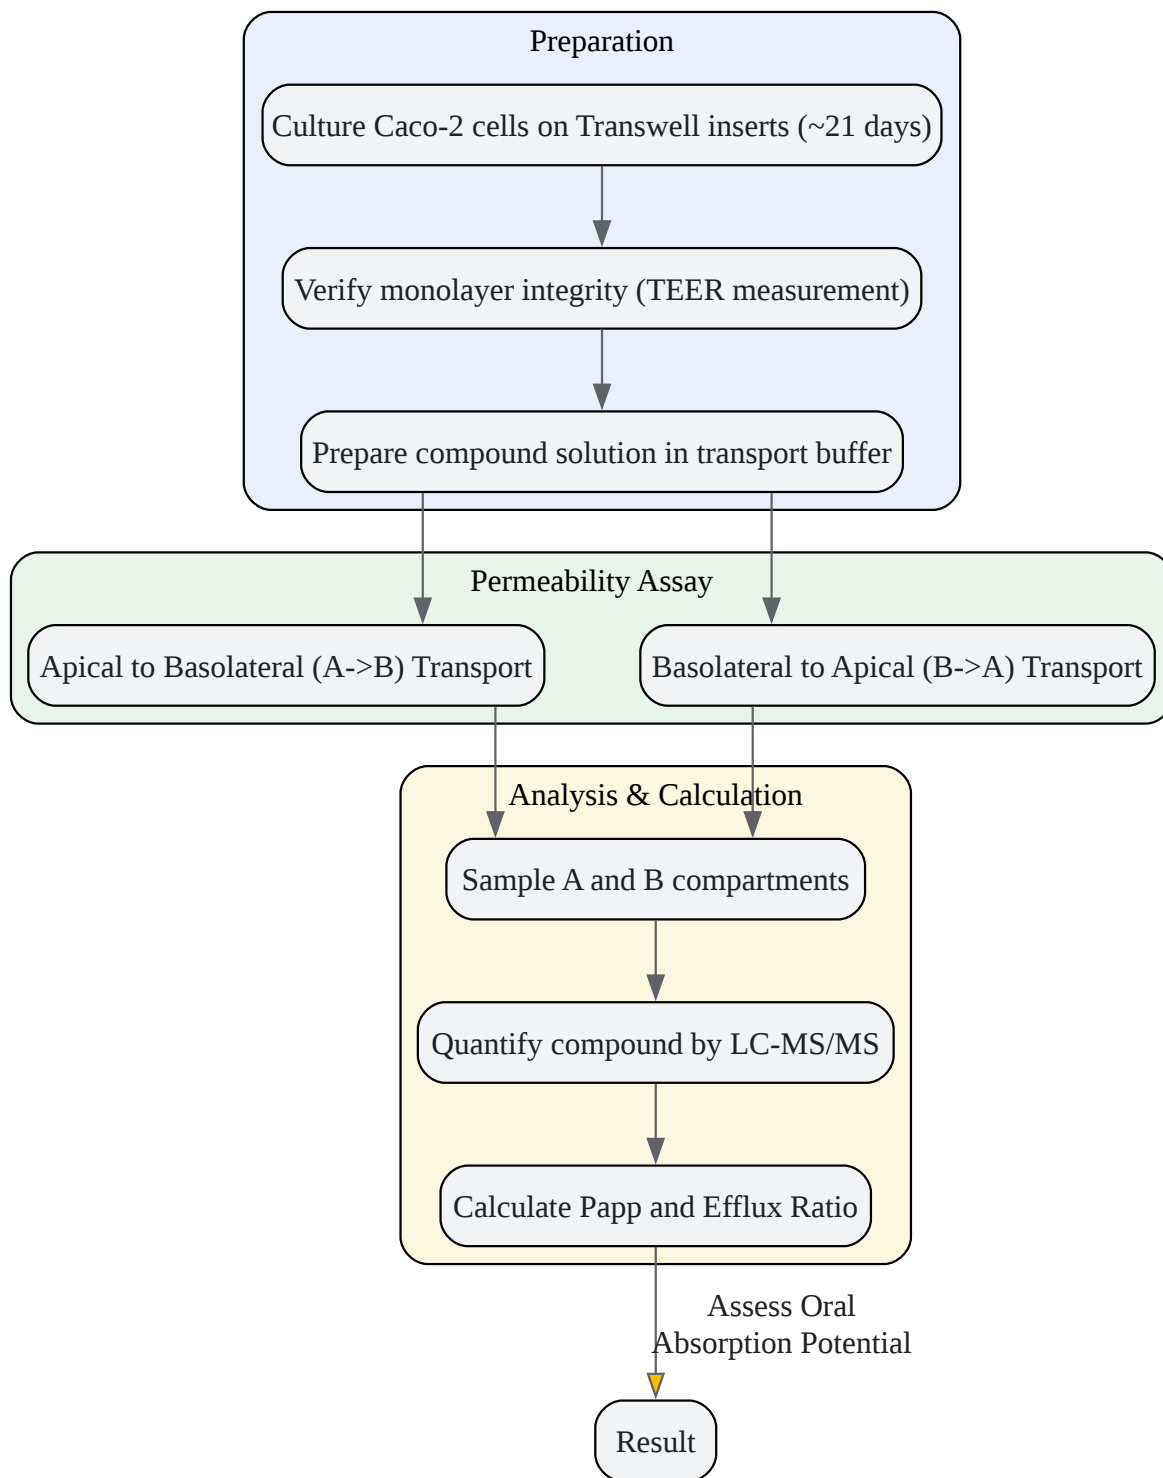 Preparation
Culture Caco-2 cells on Transwell inserts (~21 days)
Verify monolayer integrity (TEER measurement)
Prepare compound solution in transport buffer
Permeability Assay
Apical to Basolateral (A->B) Transport
Basolateral to Apical (B->A) Transport
Analysis & Calculation
Sample A and B compartments
Quantify compound by LC-MS/MS
Calculate Papp and Efflux Ratio
Assess Oral
Absorption Potential
Result